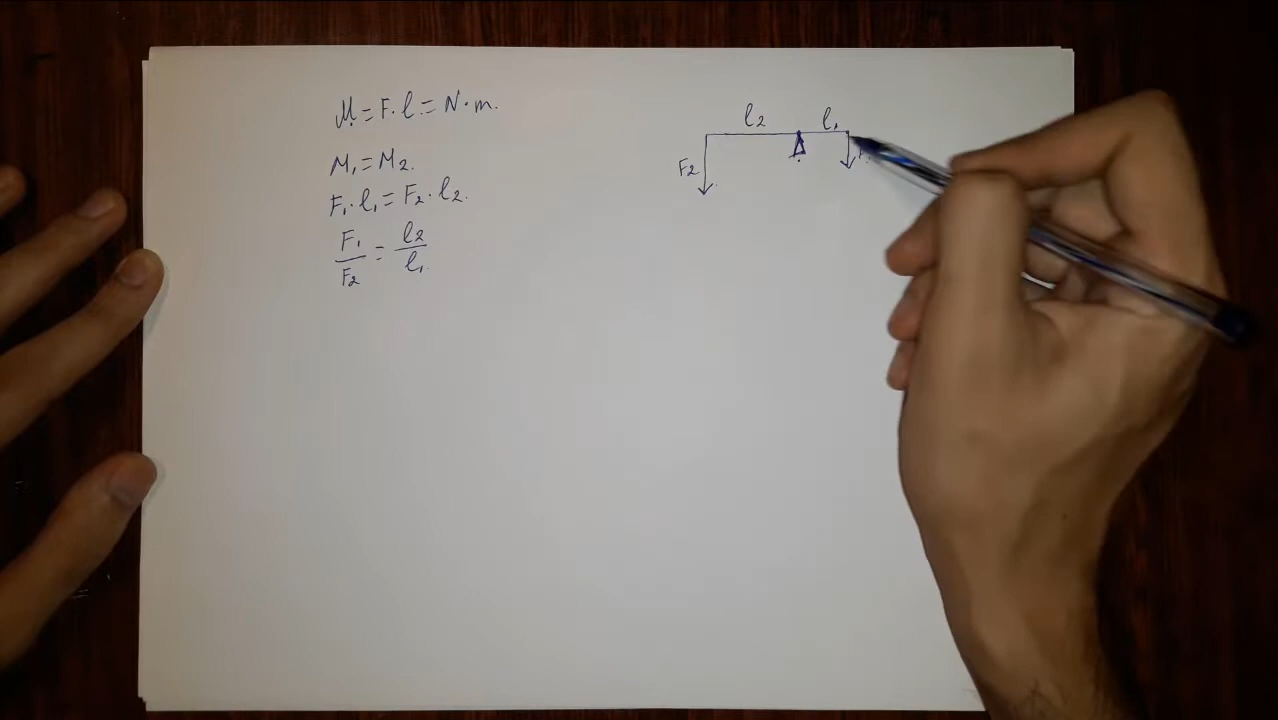 M = F · l = N · m.
M₁ = M₂.
F₁ · l₁ = F₂ · l₂.
F₁/F₂ = l₂/l₁.
l₂ l₁
F₂